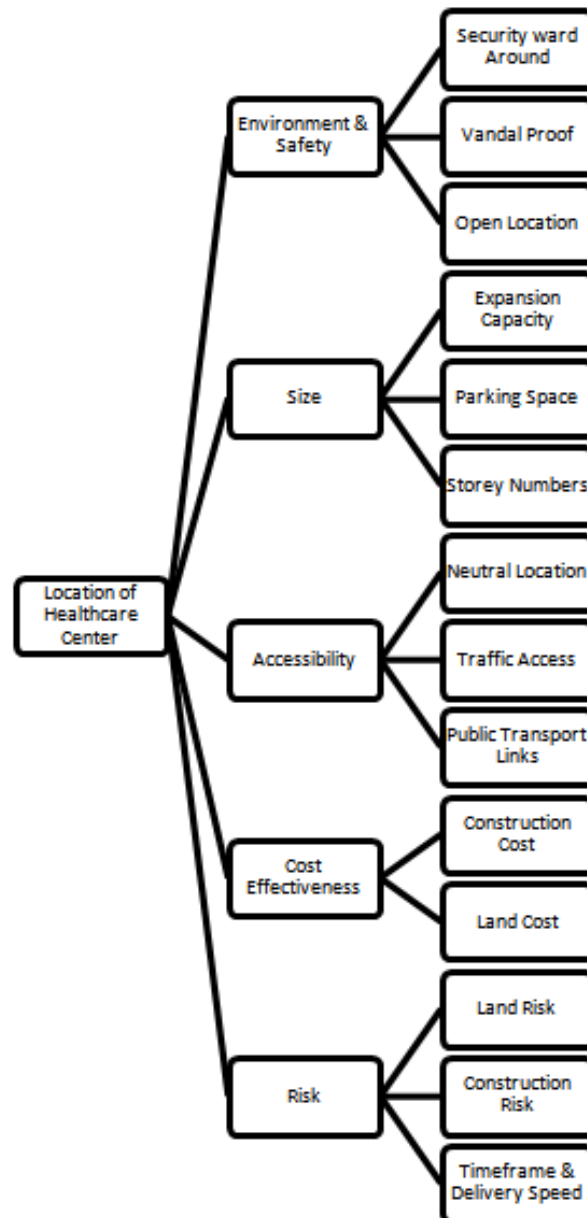 Security ward
Around
Environment &
Safety
Vandal Proof
Open Location
Expansion
Capacity
Size
Parking Space
Storey Numbers
Location of
Healthcare
Center
Neutral Location
Accessibility
Traffic Access
Public Transport
Links
Construction
Cost
Cost
Effectiveness
Land Cost
Land Risk
Risk
Construction
Risk
Timeframe &
Delivery Speed